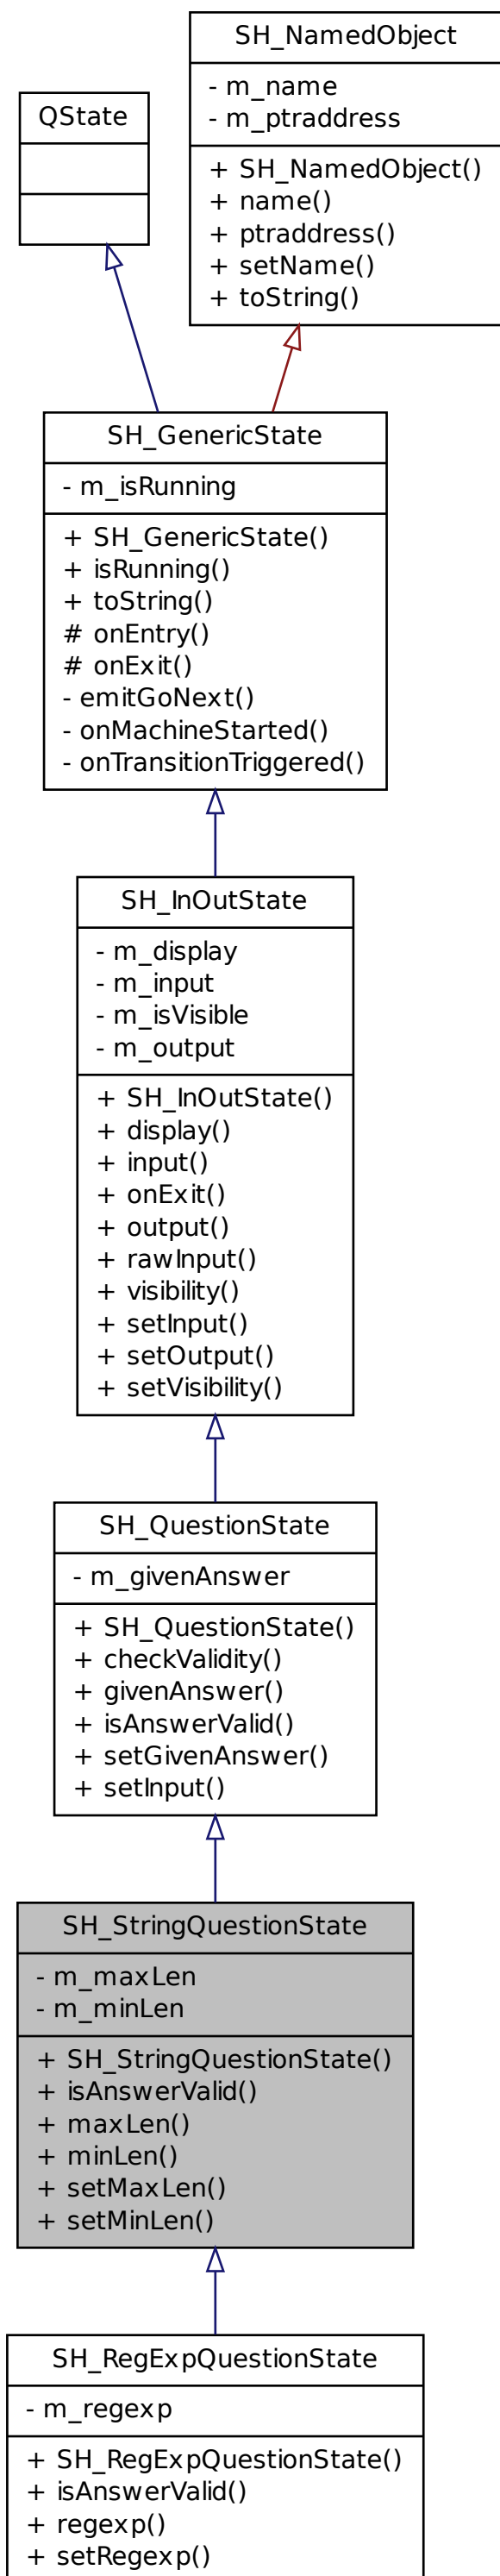 SH_NamedObject
- m_name
- m_ptraddress
+ SH_NamedObject()
+ name()
+ ptraddress()
+ setName()
+ toString()
QState
SH_GenericState
- m_isRunning
+ SH_GenericState()
+ isRunning()
+ toString()
# onEntry()
# onExit()
- emitGoNext()
- onMachineStarted()
- onTransitionTriggered()
SH_InOutState
- m_display
- m_input
- m_isVisible
- m_output
+ SH_InOutState()
+ display()
+ input()
+ onExit()
+ output()
+ rawInput()
+ visibility()
+ setInput()
+ setOutput()
+ setVisibility()
SH_QuestionState
- m_givenAnswer
+ SH_QuestionState()
+ checkValidity()
+ givenAnswer()
+ isAnswerValid()
+ setGivenAnswer()
+ setInput()
SH_StringQuestionState
- m_maxLen
- m_minLen
+ SH_StringQuestionState()
+ isAnswerValid()
+ maxLen()
+ minLen()
+ setMaxLen()
+ setMinLen()
SH_RegExpQuestionState
- m_regexp
+ SH_RegExpQuestionState()
+ isAnswerValid()
+ regexp()
+ setRegexp()